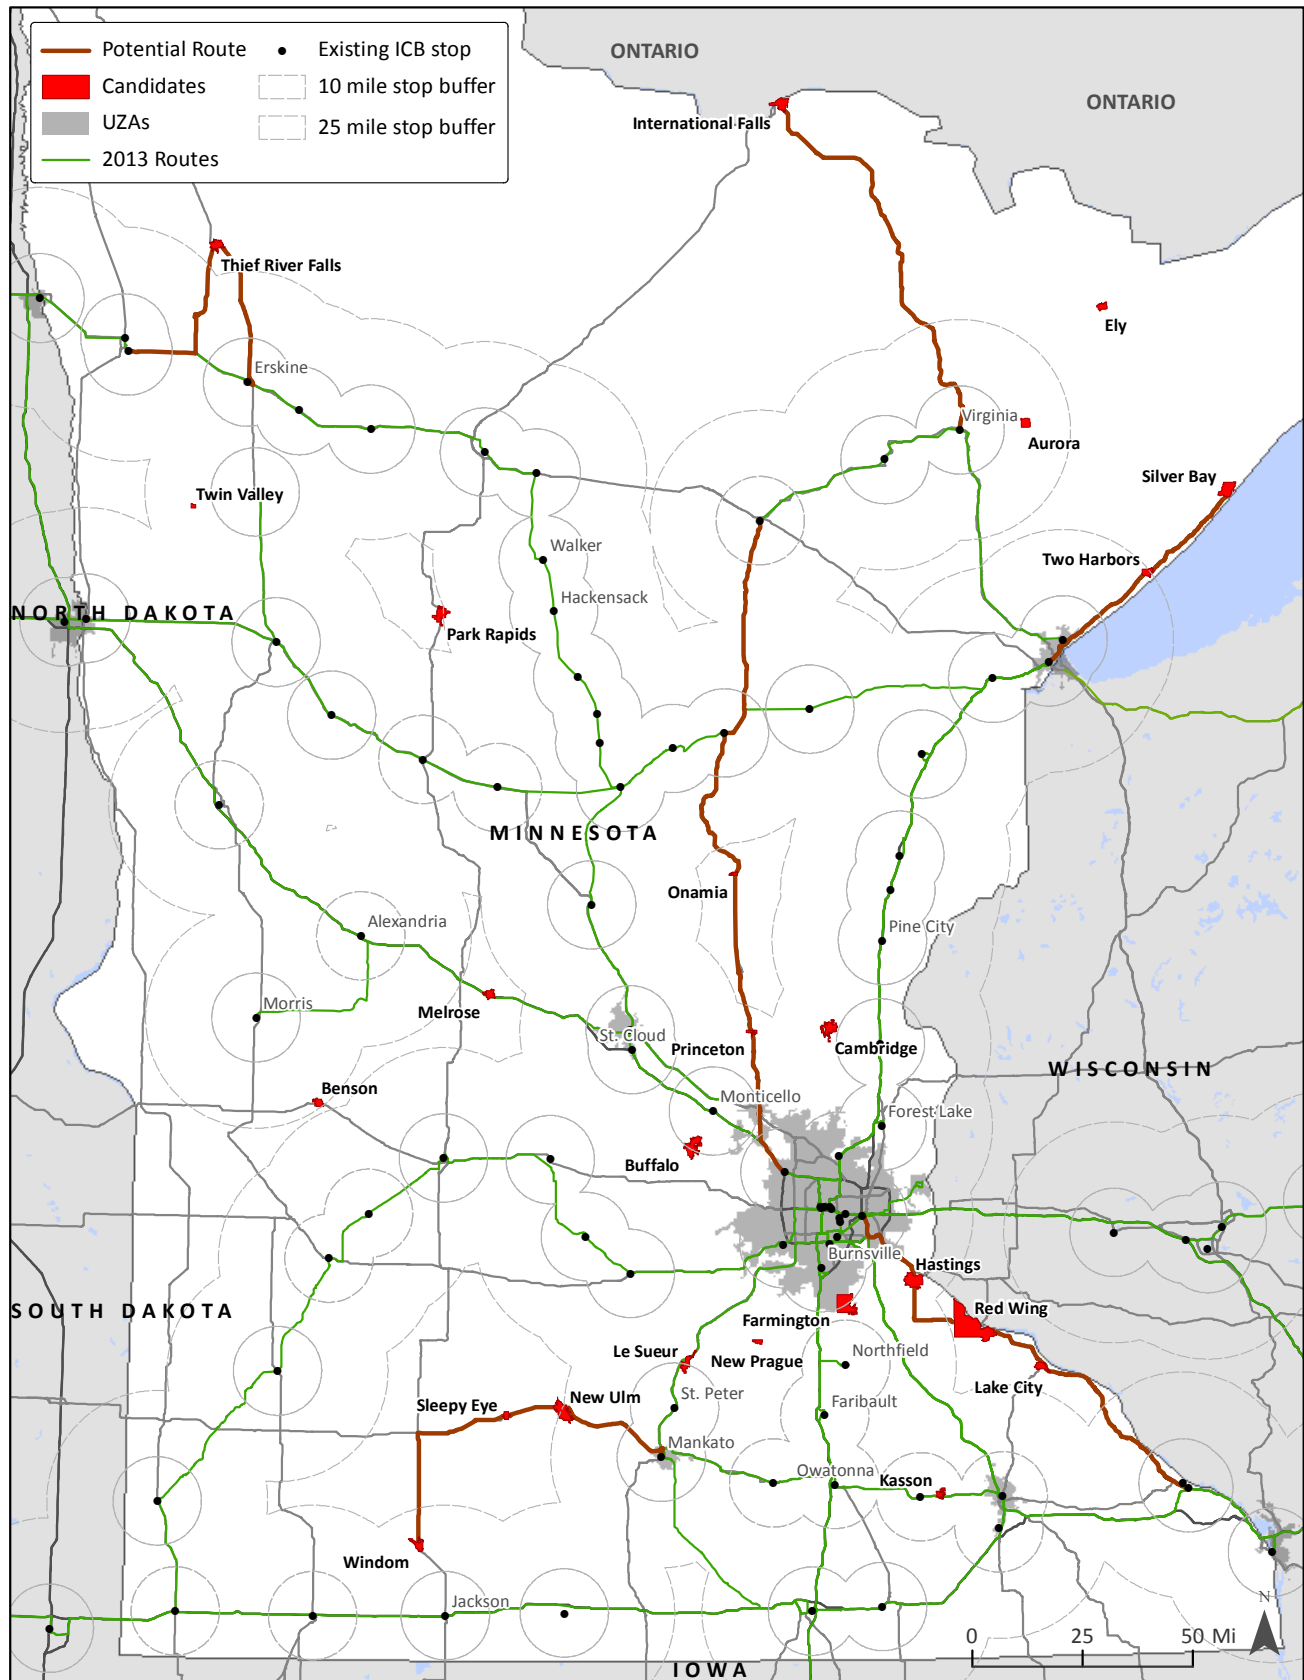 Potential Route
Existing ICB stop
Candidates
10 mile stop buffer
UZAs
25 mile stop buffer
2013 Routes
ONTARIO
ONTARIO
International Falls
Thief River Falls
Ely
Erskine
Virginia
Aurora
Silver Bay
Twin Valley
Walker
Two Harbors
Hackensack
NORTH DAKOTA
Park Rapids
MINNESOTA
Onamia
Alexandria
Pine City
Morris
Melrose
St. Cloud
Princeton
Cambridge
WISCONSIN
Benson
Monticello
Forest Lake
Buffalo
Burnsville
Hastings
SOUTH DAKOTA
Red Wing
Farmington
Le Sueur
New Prague
Northfield
Lake City
St. Peter
Sleepy Eye
New Ulm
Faribault
Mankato
Owatonna
Kasson
Windom
Jackson
N
0 25 50 Mi
IOWA